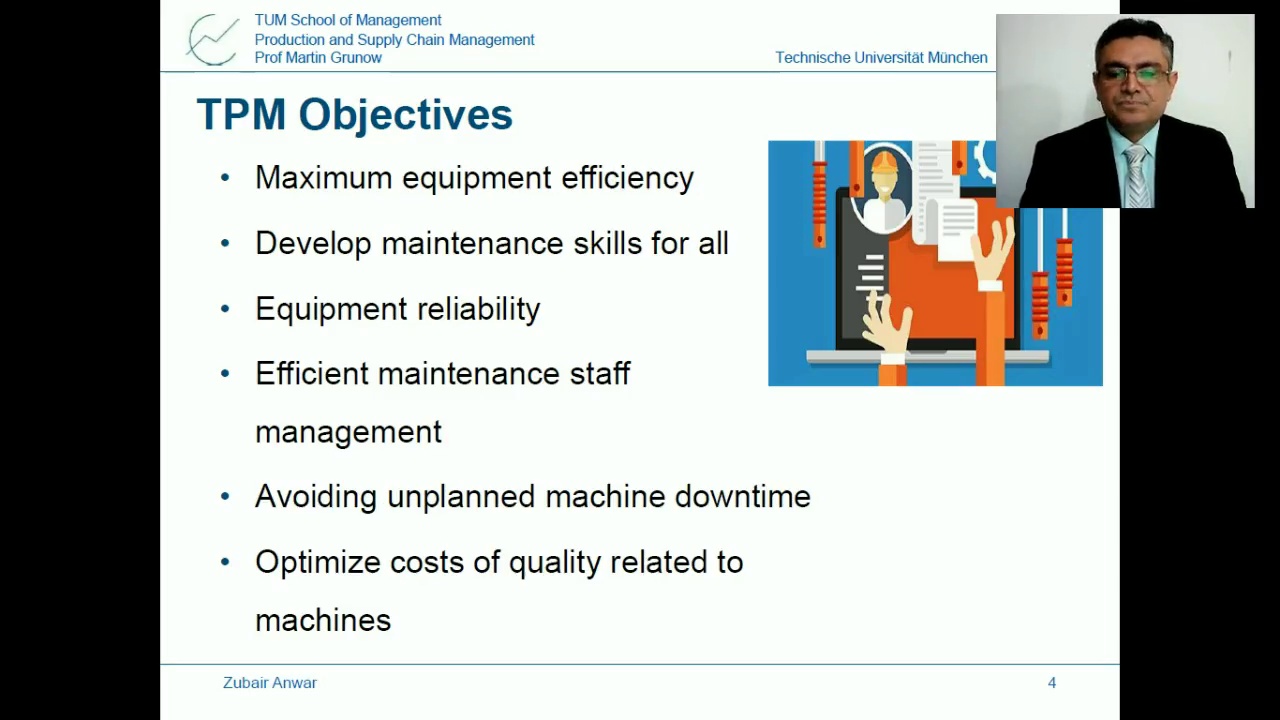 TUM School of Management
Production and Supply Chain Management
Prof Martin Grunow
Technische Universität München
TPM Objectives
• Maximum equipment efficiency
• Develop maintenance skills for all
• Equipment reliability
• Efficient maintenance staff
management
• Avoiding unplanned machine downtime
• Optimize costs of quality related to
machines
Zubair Anwar
4